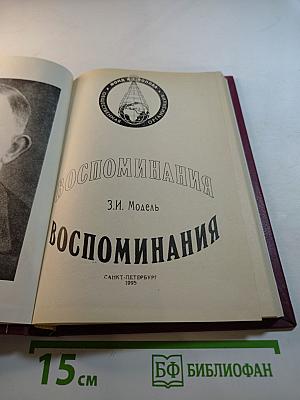 ВОСПОМИНАНИЯ
З.И. Модель
ВОСПОМИНАНИЯ
САНКТ-ПЕТЕРБУРГ
1995
15 см
БФ БИБЛИОФАН